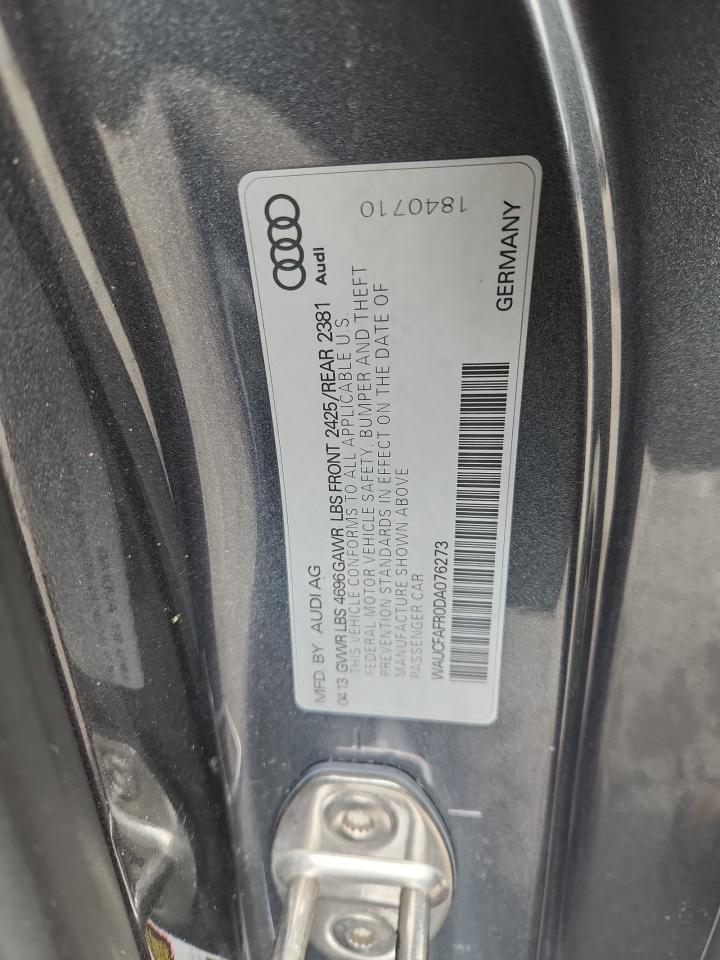 Audi
MFD. BY AUDI AG
04 13 GVWR LBS 4696 GAWR LBS FRONT 2425/REAR 2381
THIS VEHICLE CONFORMS TO ALL APPLICABLE U.S.
FEDERAL MOTOR VEHICLE SAFETY, BUMPER AND THEFT
PREVENTION STANDARDS IN EFFECT ON THE DATE OF
MANUFACTURE SHOWN ABOVE
PASSENGER CAR
WAUCFAFR0DA076273
1840710
GERMANY